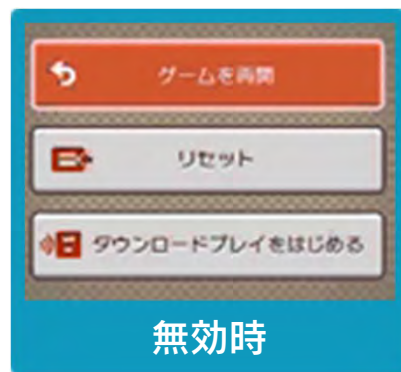 ゲームを再開
リセット
ダウンロードプレイをはじめる
無効時